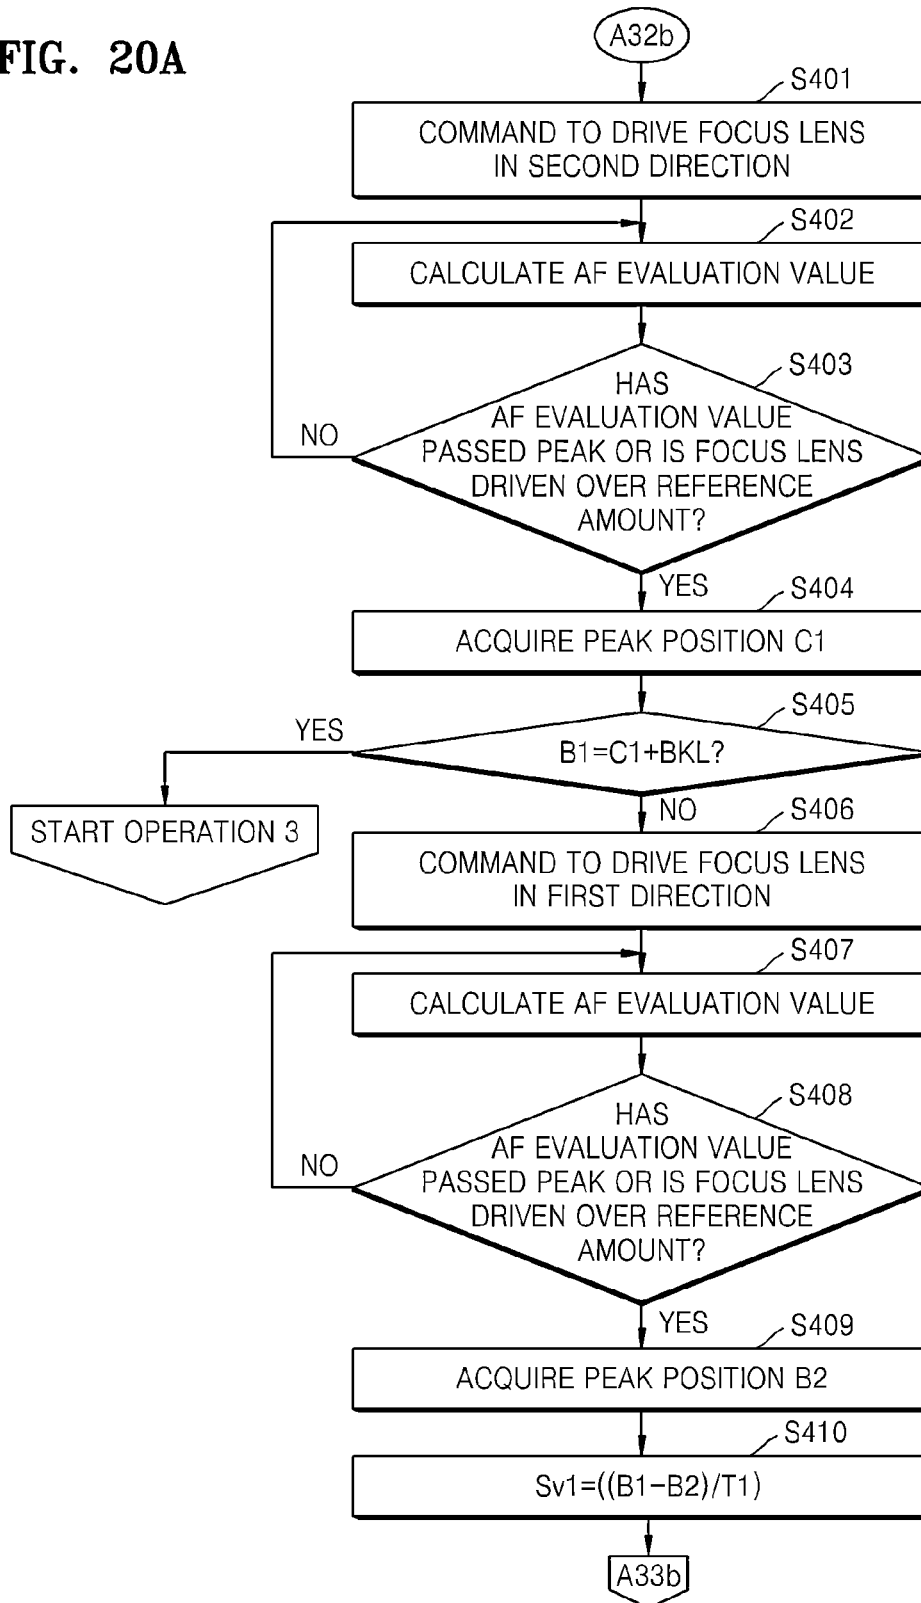 FIG. 20A
A32b
S401
COMMAND TO DRIVE FOCUS LENS
IN SECOND DIRECTION
S402
CALCULATE AF EVALUATION VALUE
S403
HAS
AF EVALUATION VALUE
PASSED PEAK OR IS FOCUS LENS
DRIVEN OVER REFERENCE
AMOUNT?
NO
YES
S404
ACQUIRE PEAK POSITION C1
S405
YES
B1=C1+BKL?
START OPERATION 3
NO
S406
COMMAND TO DRIVE FOCUS LENS
IN FIRST DIRECTION
S407
CALCULATE AF EVALUATION VALUE
S408
HAS
AF EVALUATION VALUE
PASSED PEAK OR IS FOCUS LENS
DRIVEN OVER REFERENCE
AMOUNT?
NO
YES
S409
ACQUIRE PEAK POSITION B2
S410
Sv1=((B1-B2)/T1)
A33b